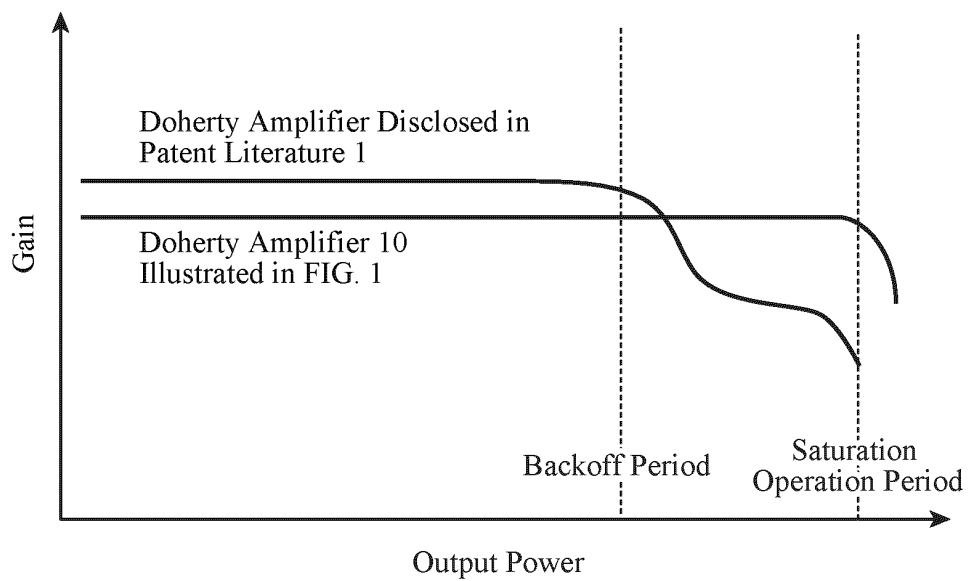 Doherty Amplifier Disclosed in
Patent Literature 1
Gain
Doherty Amplifier 10
Illustrated in FIG. 1
Backoff Period
Saturation
Operation Period
Output Power